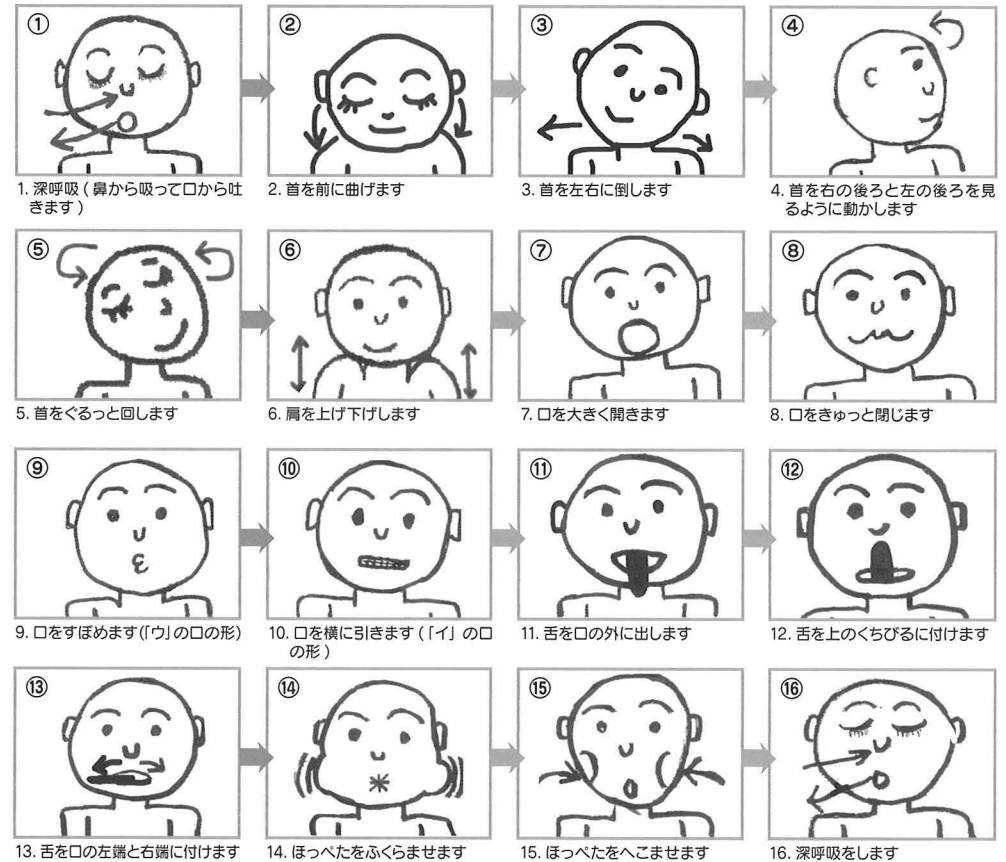 ①
②
③
④
1. 深呼吸（鼻から吸って口から吐
きます）
2. 首を前に曲げます
3. 首を左右に倒します
4. 首を右の後ろと左の後ろを見
るように動かします
⑤
⑥
⑦
⑧
5. 首をぐるっと回します
6. 肩を上げ下げします
7. 口を大きく開きます
8. 口をきゅっと閉じます
⑨
⑩
⑪
⑫
9. 口をすぼめます(「ウ」の口の形)
10. 口を横に引きます（「イ」の口
の形）
11. 舌を口の外に出します
12. 舌を上のくちびるに付けます
⑬
⑭
⑮
⑯
13. 舌を口の左端と右端に付けます
14. ほっぺたをふくらませます
15. ほっぺたをへこませます
16. 深呼吸をします